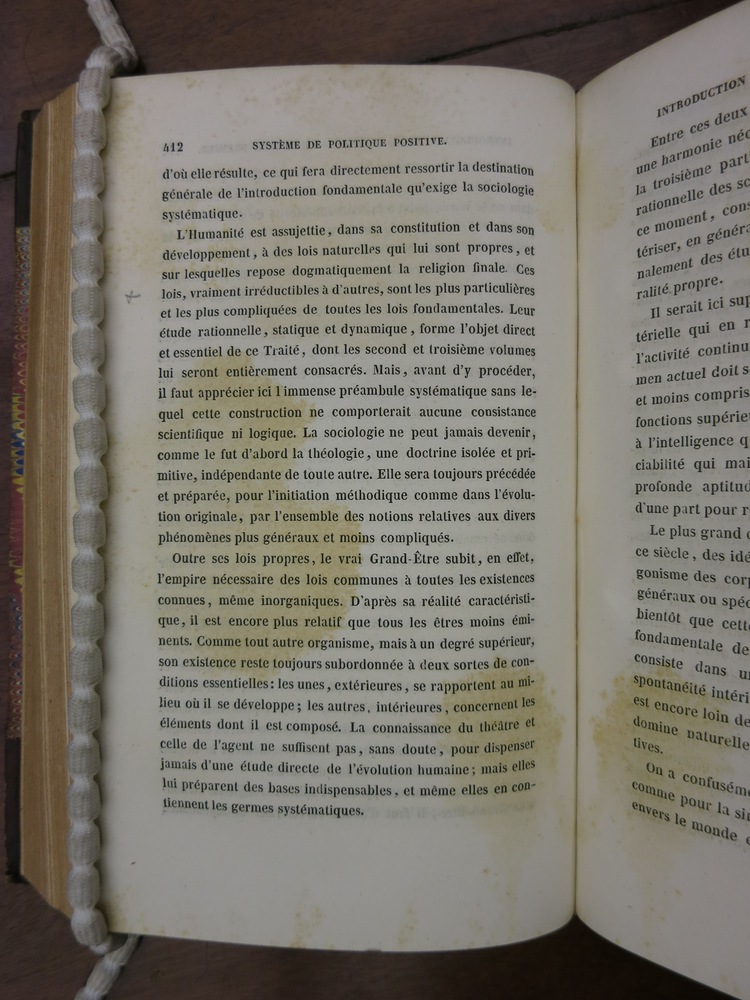 412 SYSTÈME DE POLITIQUE POSITIVE.
d'où elle résulte, ce qui fera directement ressortir la destination
générale de l'introduction fondamentale qu'exige la sociologie
systématique.
L'Humanité est assujettie, dans sa constitution et dans son
développement, à des lois naturelles qui lui sont propres, et
sur lesquelles repose dogmatiquement la religion finale. Ces
lois, vraiment irréductibles à d'autres, sont les plus particulières
et les plus compliquées de toutes les lois fondamentales. Leur
étude rationnelle, statique et dynamique, forme l'objet direct
et essentiel de ce Traité, dont les second et troisième volumes
lui seront entièrement consacrés. Mais, avant d'y procéder,
il faut apprécier ici l immense préambule systématique sans le-
quel cette construction ne comporterait aucune consistance
scientifique ni logique. La sociologie ne peut jamais devenir,
comme le fut d'abord la théologie, une doctrine isolée et pri-
mitive, indépendante de toute autre. Elle sera toujours précédée
et préparée, pour l'initiation méthodique comme dans l'évolu-
tion originale, par l'ensemble des notions relatives aux divers
phénomènes plus généraux et moins compliqués.
Outre ses lois propres, le vrai Grand-Être subit, en effet,
l'empire nécessaire des lois communes à toutes les existences
connues, même inorganiques. D'après sa réalité caractéristi-
que, il est encore plus relatif que tous les êtres moins émi-
nents. Comme tout autre organisme, mais à un degré supérieur,
son existence reste toujours subordonnée à deux sortes de con-
ditions essentielles: les unes, extérieures, se rapportent au mi-
lieu où il se développe; les autres, intérieures, concernent les
éléments dont il est composé. La connaissance du théâtre et
celle de l'agent ne suffisent pas, sans doute, pour dispenser
jamais d'une étude directe de l'évolution humaine; mais elles
lui préparent des bases indispensables, et même elles en con-
tiennent les germes systématiques.
INTRODUCTION
Entre ces deux
une harmonie néc
la troisième part
rationnelle des sc
ce moment, cons
tériser, en généra
nalement des étu
ralité propre.
Il serait ici sup
térielle qui en r
l'activité continu
men actuel doit s
et moins compris
fonctions supérieu
à l'intelligence q
ciabilité qui mai
profonde aptitud
d'une part pour r
Le plus grand
ce siècle, des idé
gonisme des corp
généraux ou spéc
bientôt que cette
fondamentale de
consiste dans u
spontanéité intéri
est encore loin de
domine naturelle
tives.
On a confusém
comme pour la si
envers le monde